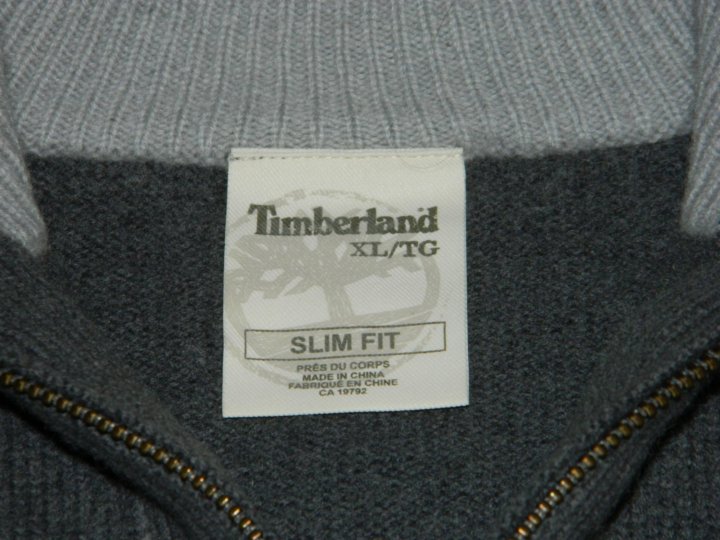 Timberland
XL/TG
SLIM FIT
PRÈS DU CORPS
MADE IN CHINA
FABRIQUÉ EN CHINE
CA 19792